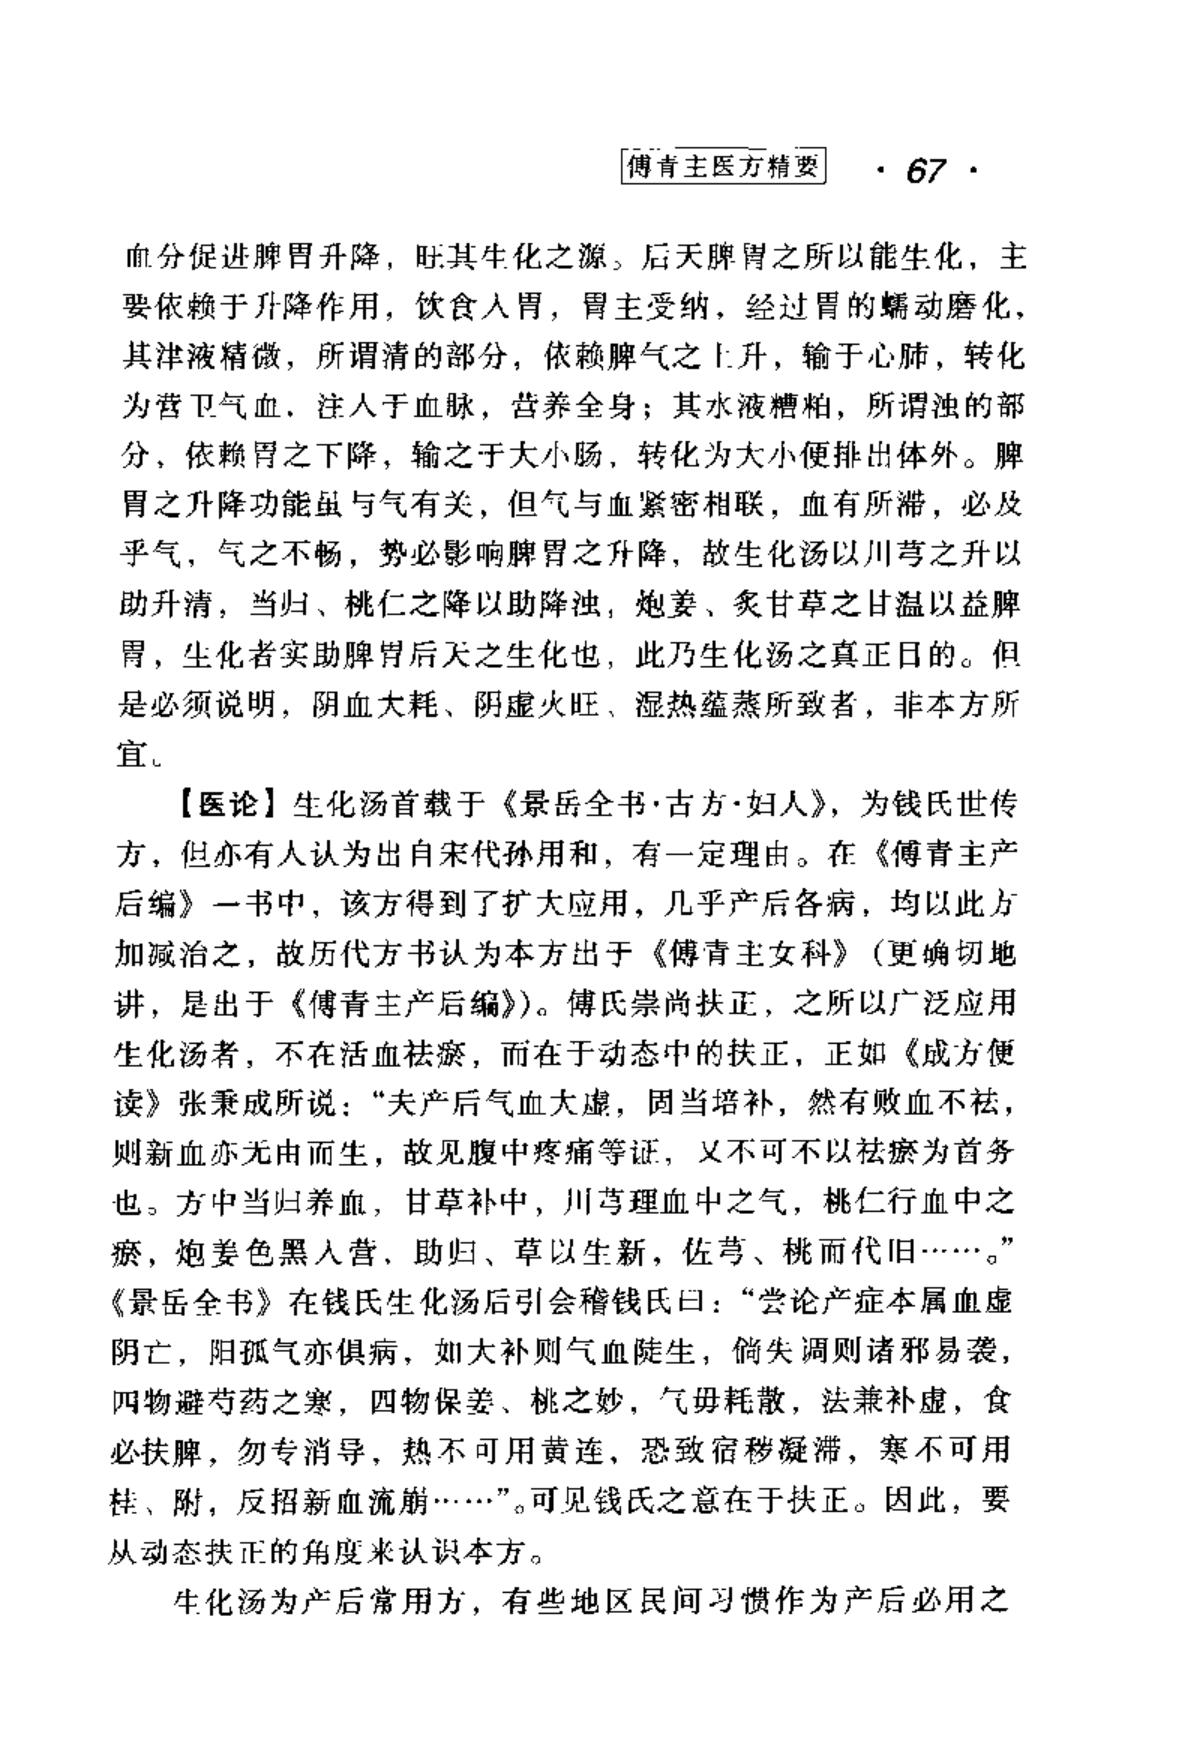 傅青主医方精要 · 67 ·
血分促进脾胃升降，旺其生化之源。后天脾胃之所以能生化，主
要依赖于升降作用，饮食入胃，胃主受纳，经过胃的蠕动磨化，
其津液精微，所谓清的部分，依赖脾气之上升，输于心肺，转化
为营卫气血，注入于血脉，营养全身；其水液糟粕，所谓浊的部
分，依赖胃之下降，输之于大小肠，转化为大小便排出体外。脾
胃之升降功能虽与气有关，但气与血紧密相联，血有所滞，必及
乎气，气之不畅，势必影响脾胃之升降，故生化汤以川芎之升以
助升清，当归、桃仁之降以助降浊，炮姜、炙甘草之甘温以益脾
胃，生化者实助脾胃后天之生化也，此乃生化汤之真正目的。但
是必须说明，阴血大耗、阴虚火旺、湿热蕴蒸所致者，非本方所
宜。
【医论】生化汤首载于《景岳全书·古方·妇人》，为钱氏世传
方，但亦有人认为出自宋代孙用和，有一定理由。在《傅青主产
后编》一书中，该方得到了扩大应用，几乎产后各病，均以此方
加减治之，故历代方书认为本方出于《傅青主女科》（更确切地
讲，是出于《傅青主产后编》）。傅氏崇尚扶正，之所以广泛应用
生化汤者，不在活血祛瘀，而在于动态中的扶正，正如《成方便
读》张秉成所说：“夫产后气血大虚，固当培补，然有败血不祛，
则新血亦无由而生，故见腹中疼痛等证，又不可不以祛瘀为首务
也。方中当归养血，甘草补中，川芎理血中之气，桃仁行血中之
瘀，炮姜色黑入营，助归、草以生新，佐芎、桃而代旧……。”
《景岳全书》在钱氏生化汤后引会稽钱氏曰：“尝论产症本属血虚
阴亡，阳孤气亦俱病，如大补则气血陡生，倘失调则诸邪易袭，
四物避芍药之寒，四物保姜、桃之妙，气毋耗散，法兼补虚，食
必扶脾，勿专消导，热不可用黄连，恐致宿秽凝滞，寒不可用
桂、附，反招新血流崩……”。可见钱氏之意在于扶正。因此，要
从动态扶正的角度来认识本方。
生化汤为产后常用方，有些地区民间习惯作为产后必用之